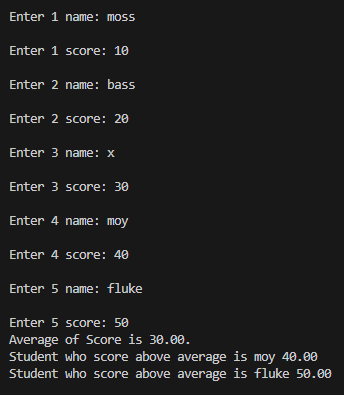 Enter 1 name: moss
Enter 1 score: 10
Enter 2 name: bass
Enter 2 score: 20
Enter 3 name: x
Enter 3 score: 30
Enter 4 name: moy
Enter 4 score: 40
Enter 5 name: fluke
Enter 5 score: 50
Average of Score is 30.00.
Student who score above average is moy 40.00
Student who score above average is fluke 50.00